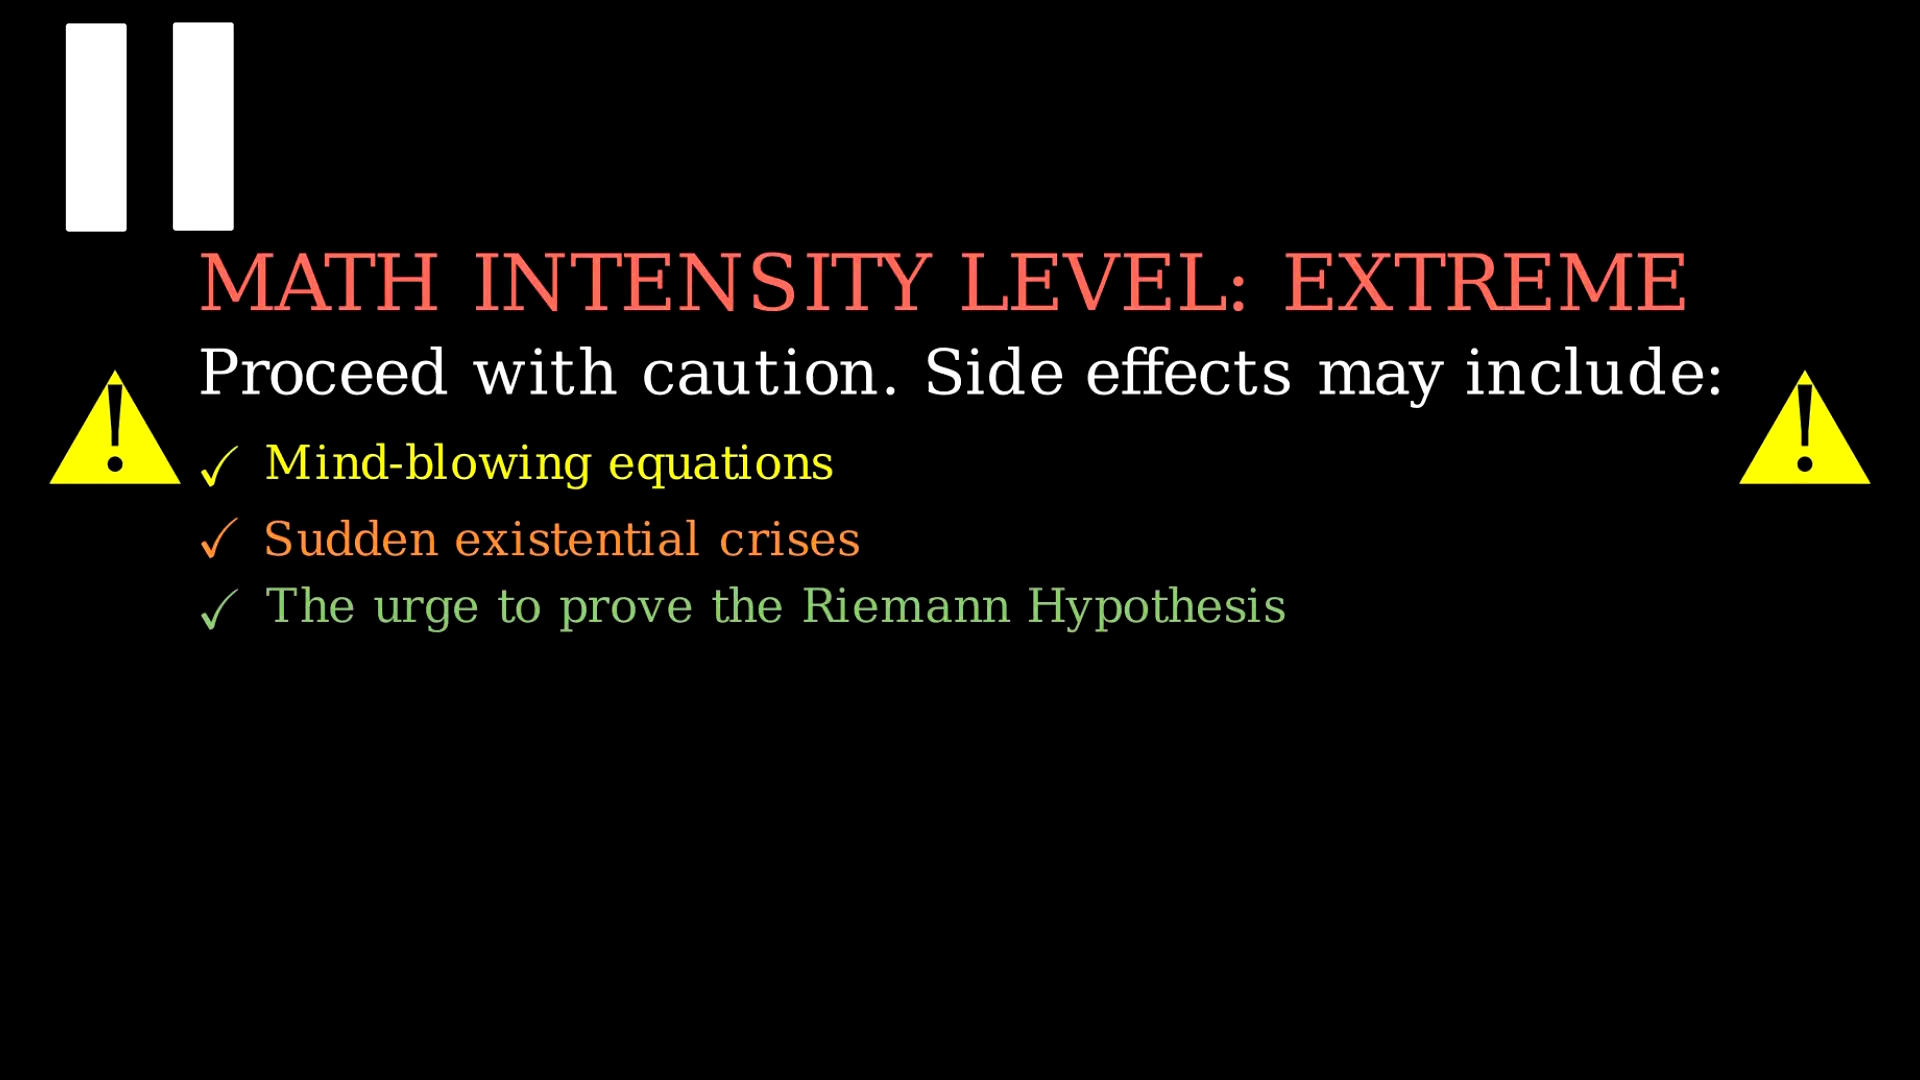 MATH INTENSITY LEVEL: EXTREME
Proceed with caution. Side effects may include:
! !
✓ Mind-blowing equations
✓ Sudden existential crises
✓ The urge to prove the Riemann Hypothesis